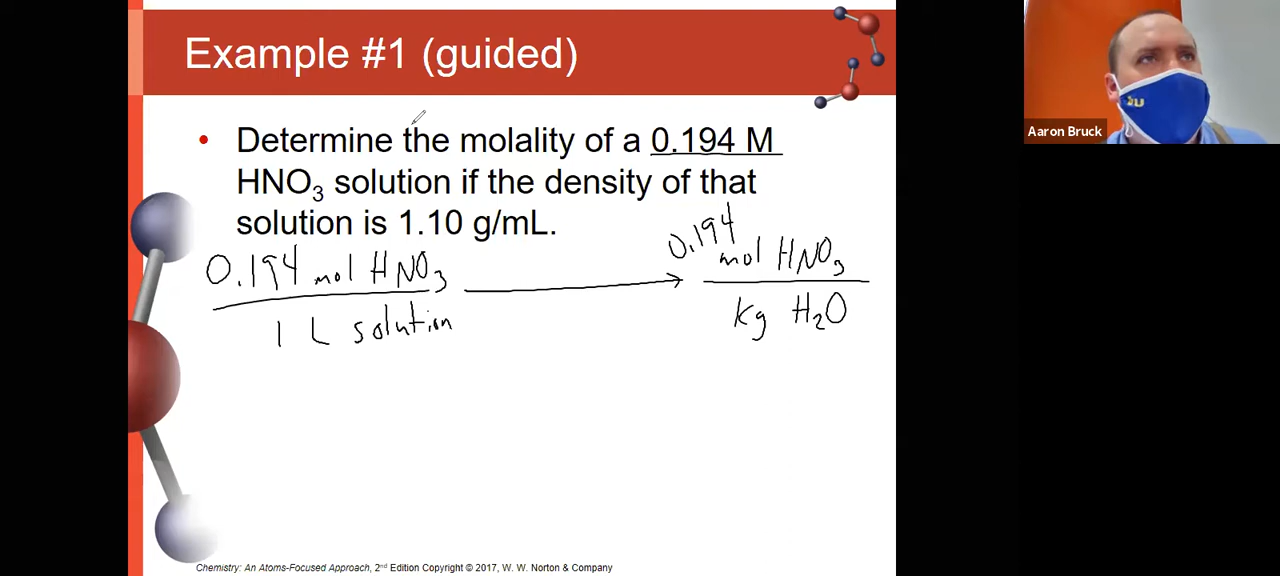 Example #1 (guided)
• Determine the molality of a 0.194 M
HNO₃ solution if the density of that
solution is 1.10 g/mL.
0.194 mol HNO₃
1 L solution
0.194
mol HNO₃
kg H₂O
Chemistry: An Atoms-Focused Approach, 2nd Edition Copyright © 2017, W. W. Norton & Company
Aaron Bruck